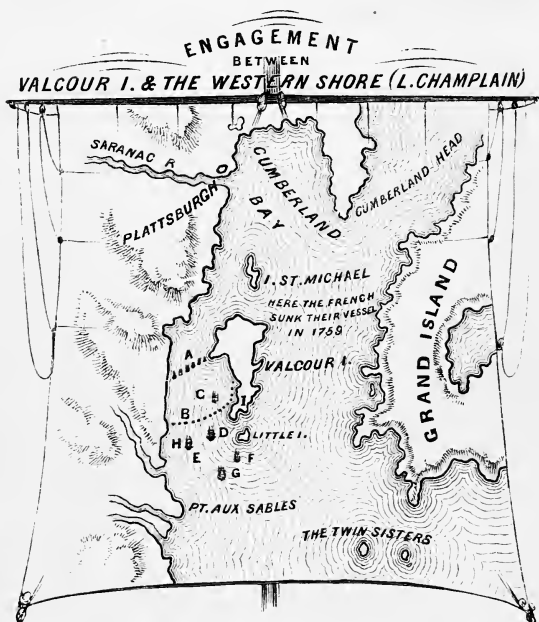 ENGAGEMENT
BETWEEN
VALCOUR I. & THE WESTERN SHORE (L. CHAMPLAIN)
SARANAC R
PLATTSBURGH
CUMBERLAND
BAY
CUMBERLAND HEAD
I. ST. MICHAEL
HERE THE FRENCH
SUNK THEIR VESSEL
IN 1759
GRAND ISLAND
A
VALCOUR I.
C
I
B
D
LITTLE I.
H
E
F
G
PT. AUX SABLES
THE TWIN SISTERS